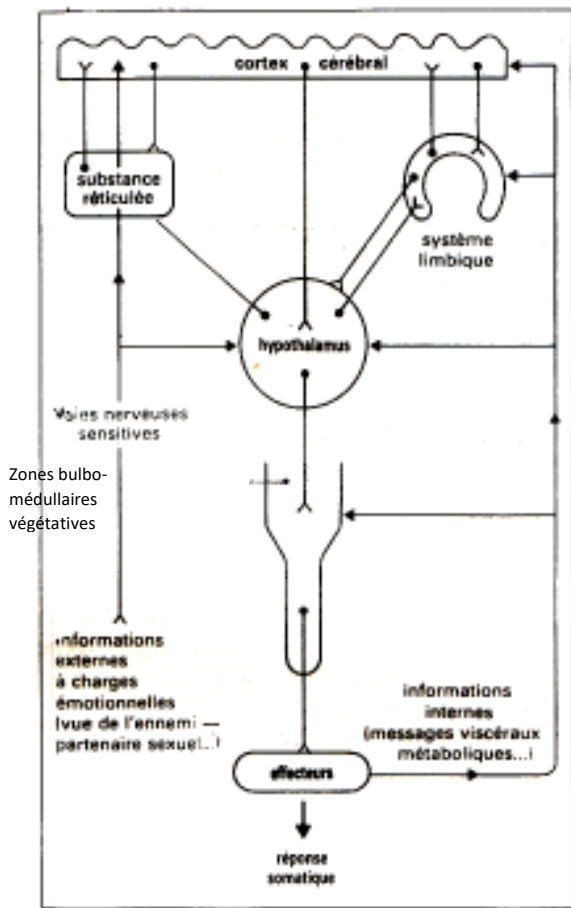 cortex cérébral
substance
réticulée
système
limbique
hypothalamus
Voies nerveuses
sensitives
Zones bulbo-
médullaires
végétatives
informations
externes
à charges
émotionnelles
(vue de l'ennemi —
partenaire sexuel...)
informations
internes
(messages viscéraux
métaboliques...)
effecteurs
réponse
somatique